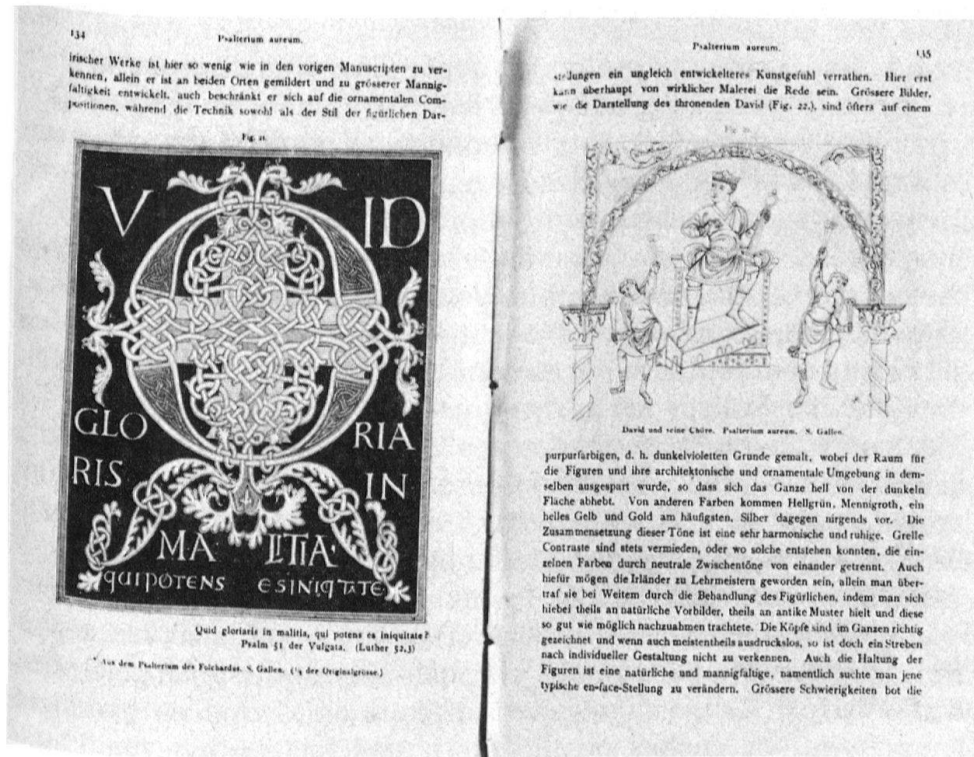 134
Psalterium aureum.
irischer Werke ist hier so wenig wie in den vorigen Manuscripten zu ver-
kennen, allein er ist an beiden Orten gemildert und zu grösserer Mannig-
faltigkeit entwickelt, auch beschränkt er sich auf die ornamentalen Com-
positionen, während die Technik sowohl als der Stil der figürlichen Dar-
Fig. 21.
V ID
GLO RIA
RIS IN
MA· LITIA·
quipotens esiniqtate
Quid gloriaris in malitia, qui potens es iniquitate?
Psalm 51 der Vulgata. (Luther 52,3)
Aus dem Psalterium des Folchardus. S. Gallen. (¼ der Originalgrösse.)
Psalterium aureum.
135
stellungen ein ungleich entwickelteres Kunstgefühl verrathen. Hier erst
kann überhaupt von wirklicher Malerei die Rede sein. Grössere Bilder,
wie die Darstellung des thronenden David (Fig. 22.), sind öfters auf einem
Fig. 22.
David und seine Chöre. Psalterium aureum. S. Gallen.
purpurfarbigen, d. h. dunkelvioletten Grunde gemalt, wobei der Raum für
die Figuren und ihre architektonische und ornamentale Umgebung in dem-
selben ausgespart wurde, so dass sich das Ganze hell von der dunkeln
Fläche abhebt. Von anderen Farben kommen Hellgrün, Mennigroth, ein
helles Gelb und Gold am häufigsten, Silber dagegen nirgends vor. Die
Zusammensetzung dieser Töne ist eine sehr harmonische und ruhige. Grelle
Contraste sind stets vermieden, oder wo solche entstehen konnten, die ein-
zelnen Farben durch neutrale Zwischentöne von einander getrennt. Auch
hiefür mögen die Irländer zu Lehrmeistern geworden sein, allein man über-
traf sie bei Weitem durch die Behandlung des Figürlichen, indem man sich
hiebei theils an natürliche Vorbilder, theils an antike Muster hielt und diese
so gut wie möglich nachzuahmen trachtete. Die Köpfe sind im Ganzen richtig
gezeichnet und wenn auch meistentheils ausdruckslos, so ist doch ein Streben
nach individueller Gestaltung nicht zu verkennen. Auch die Haltung der
Figuren ist eine natürliche und mannigfaltige, namentlich suchte man jene
typische en-face-Stellung zu verändern. Grössere Schwierigkeiten bot die